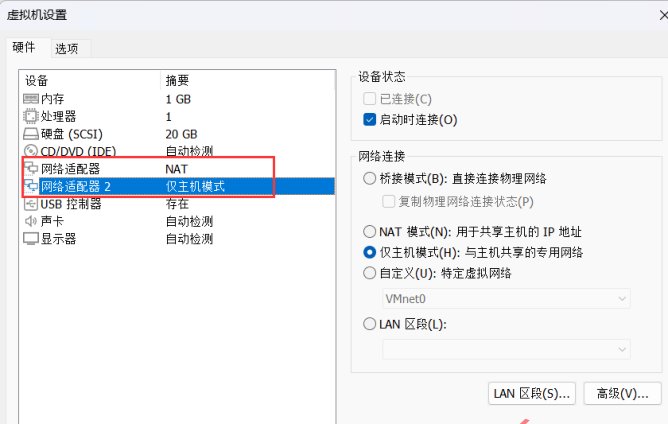 虚拟机设置
硬件 选项
设备 摘要
内存 1 GB
处理器 1
硬盘 (SCSI) 20 GB
CD/DVD (IDE) 自动检测
网络适配器 NAT
网络适配器 2 仅主机模式
USB 控制器 存在
声卡 自动检测
显示器 自动检测
设备状态
已连接(C)
启动时连接(O)
网络连接
桥接模式(B): 直接连接物理网络
复制物理网络连接状态(P)
NAT 模式(N): 用于共享主机的 IP 地址
仅主机模式(H): 与主机共享的专用网络
自定义(U): 特定虚拟网络
VMnet0
LAN 区段(L):
LAN 区段(S)... 高级(V)...